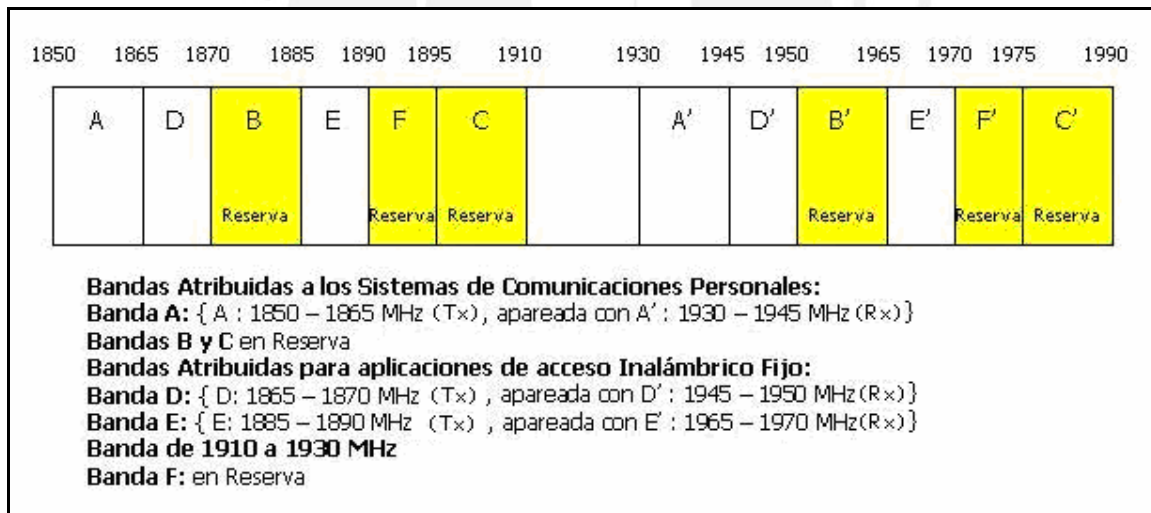 1850 1865 1870 1885 1890 1895 1910 1930 1945 1950 1965 1970 1975 1990
A D B E F C A' D' B' E' F' C'
Reserva Reserva Reserva Reserva Reserva Reserva
Bandas Atribuidas a los Sistemas de Comunicaciones Personales:
Banda A: { A : 1850 – 1865 MHz (Tx), apareada con A' : 1930 – 1945 MHz(Rx)}
Bandas B y C en Reserva
Bandas Atribuidas para aplicaciones de acceso Inalámbrico Fijo:
Banda D: { D: 1865 – 1870 MHz (Tx) , apareada con D' : 1945 – 1950 MHz(Rx)}
Banda E: { E: 1885 – 1890 MHz (Tx) , apareada con E' : 1965 – 1970 MHz(Rx)}
Banda de 1910 a 1930 MHz
Banda F: en Reserva